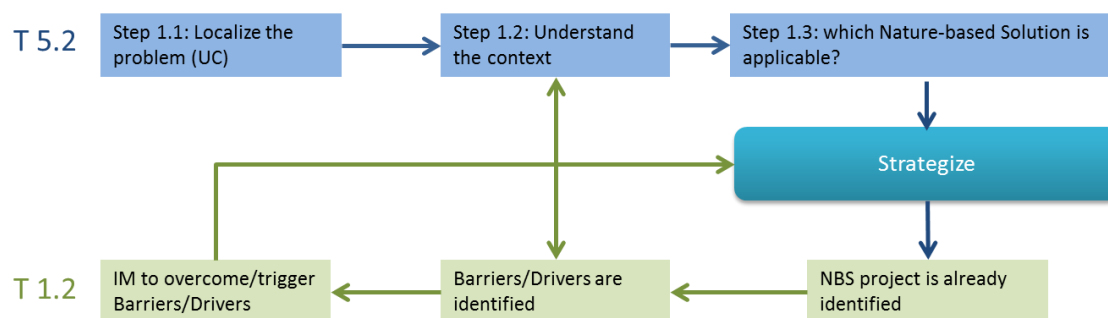 T 5.2
Step 1.1: Localize the
problem (UC)
Step 1.2: Understand
the context
Step 1.3: which Nature-based Solution is
applicable?
Strategize
T 1.2
IM to overcome/trigger
Barriers/Drivers
Barriers/Drivers are
identified
NBS project is already
identified